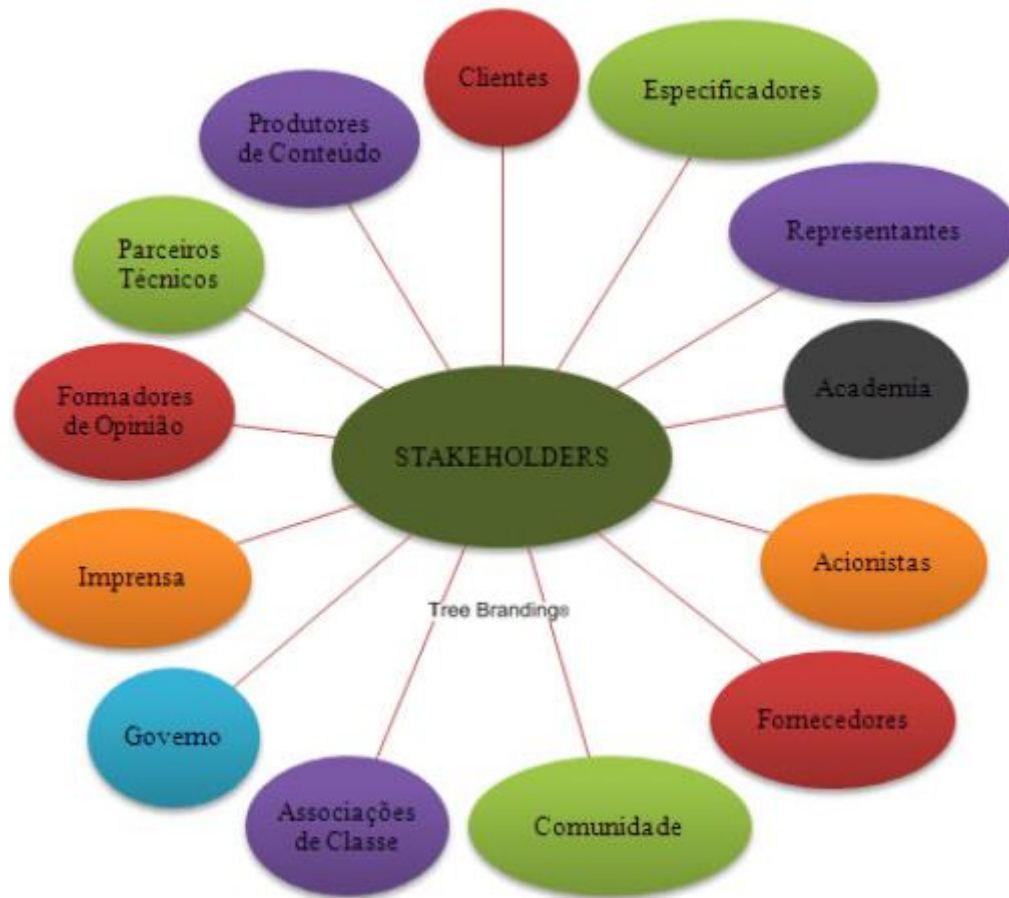 Clientes
Especificadores
Representantes
Academia
Acionistas
Fornecedores
Comunidade
Associações
de Classe
Governo
Imprensa
Formadores
de Opinião
Parceiros
Técnicos
Produtores
de Conteúdo
STAKEHOLDERS
Tree Branding®